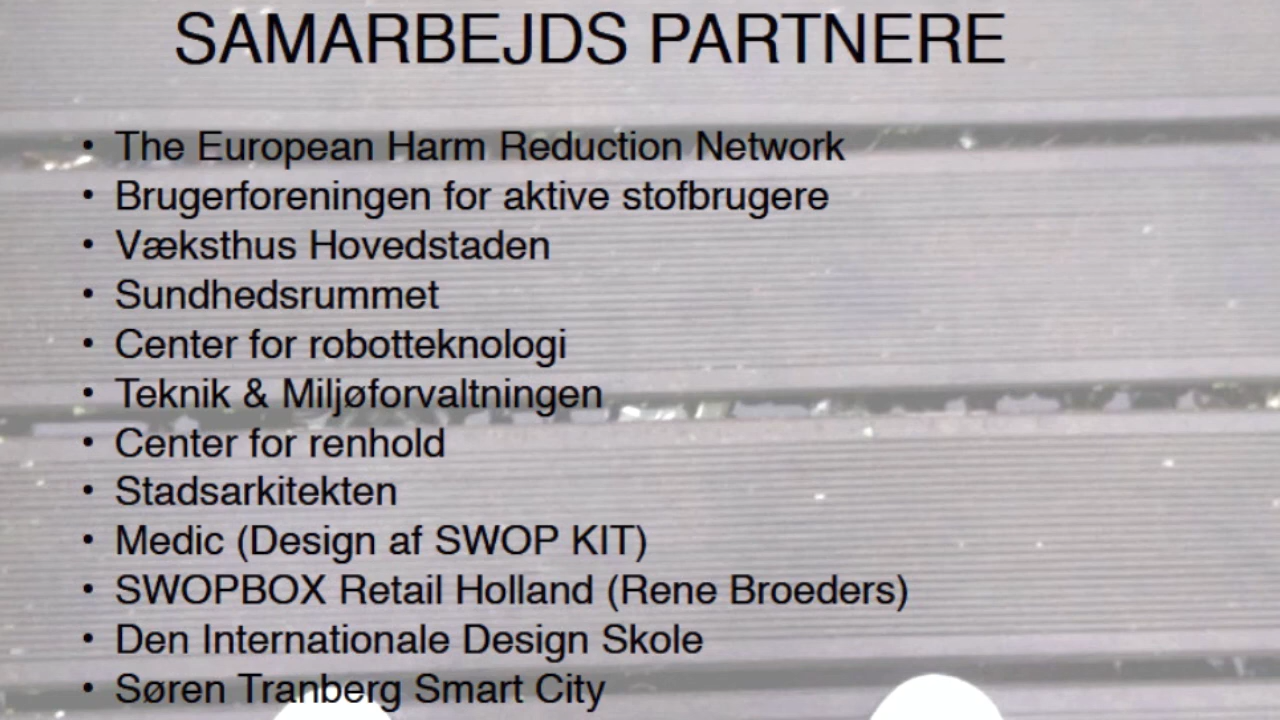 SAMARBEJDS PARTNERE
• The European Harm Reduction Network
• Brugerforeningen for aktive stofbrugere
• Væksthus Hovedstaden
• Sundhedsrummet
• Center for robotteknologi
• Teknik & Miljøforvaltningen
• Center for renhold
• Stadsarkitekten
• Medic (Design af SWOP KIT)
• SWOPBOX Retail Holland (Rene Broeders)
• Den Internationale Design Skole
• Søren Tranberg Smart City